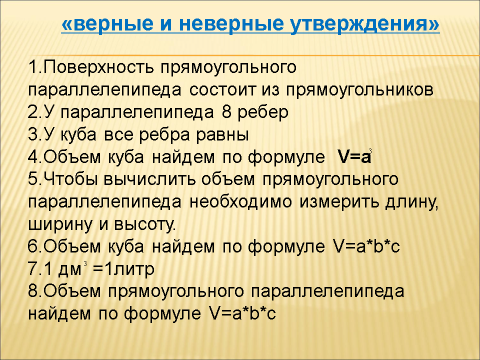 «верные и неверные утверждения»
1.Поверхность прямоугольного
параллелепипеда состоит из прямоугольников
2.У параллелепипеда 8 ребер
3.У куба все ребра равны
4.Объем куба найдем по формуле V=a³
5.Чтобы вычислить объем прямоугольного
параллелепипеда необходимо измерить длину,
ширину и высоту.
6.Объем куба найдем по формуле V=a*b*c
7.1 дм³ =1литр
8.Объем прямоугольного параллелепипеда
найдем по формуле V=a*b*c